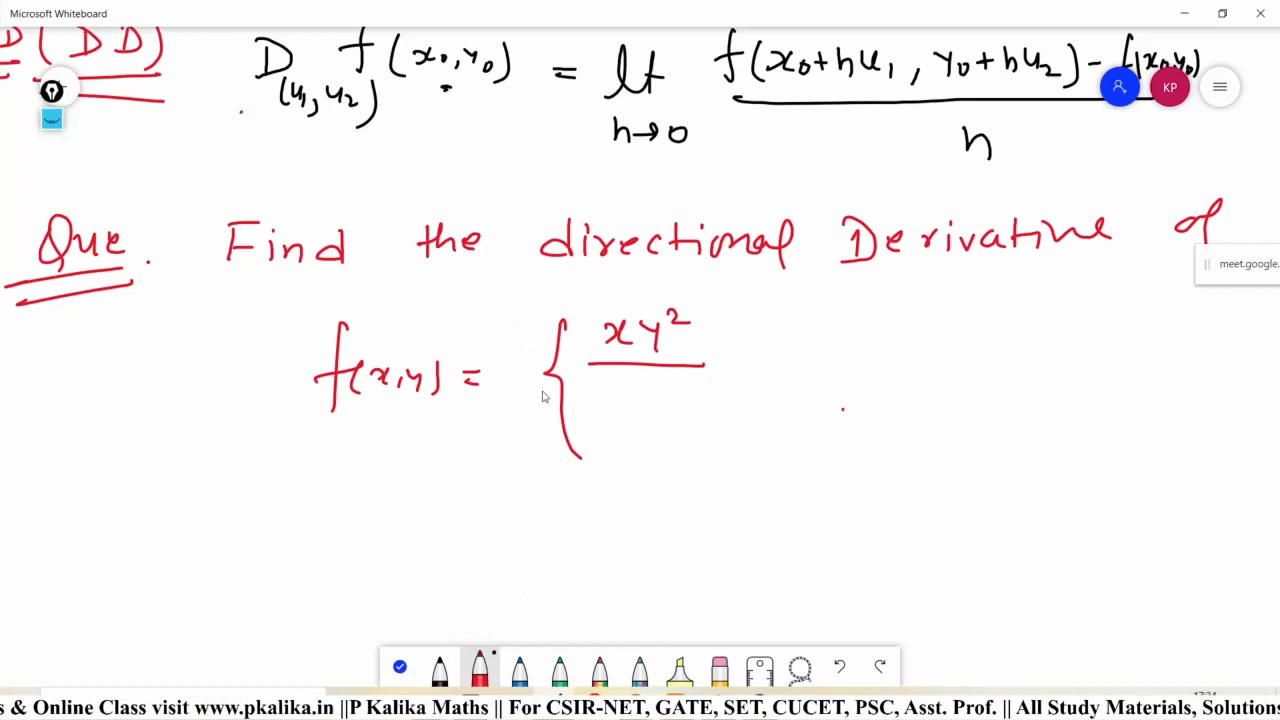 Microsoft Whiteboard
D (DD)
D(u₁, u₂) f(x₀, y₀) = lt h→0 f(x₀+hu₁, y₀+hu₂) - f(x₀, y₀) / h
KP
Que. Find the directional Derivative of
meet.google.
f(x,y) = { xy²
s & Online Class visit www.pkalika.in ||P Kalika Maths || For CSIR-NET, GATE, SET, CUCET, PSC, Asst. Prof. || All Study Materials, Solutions